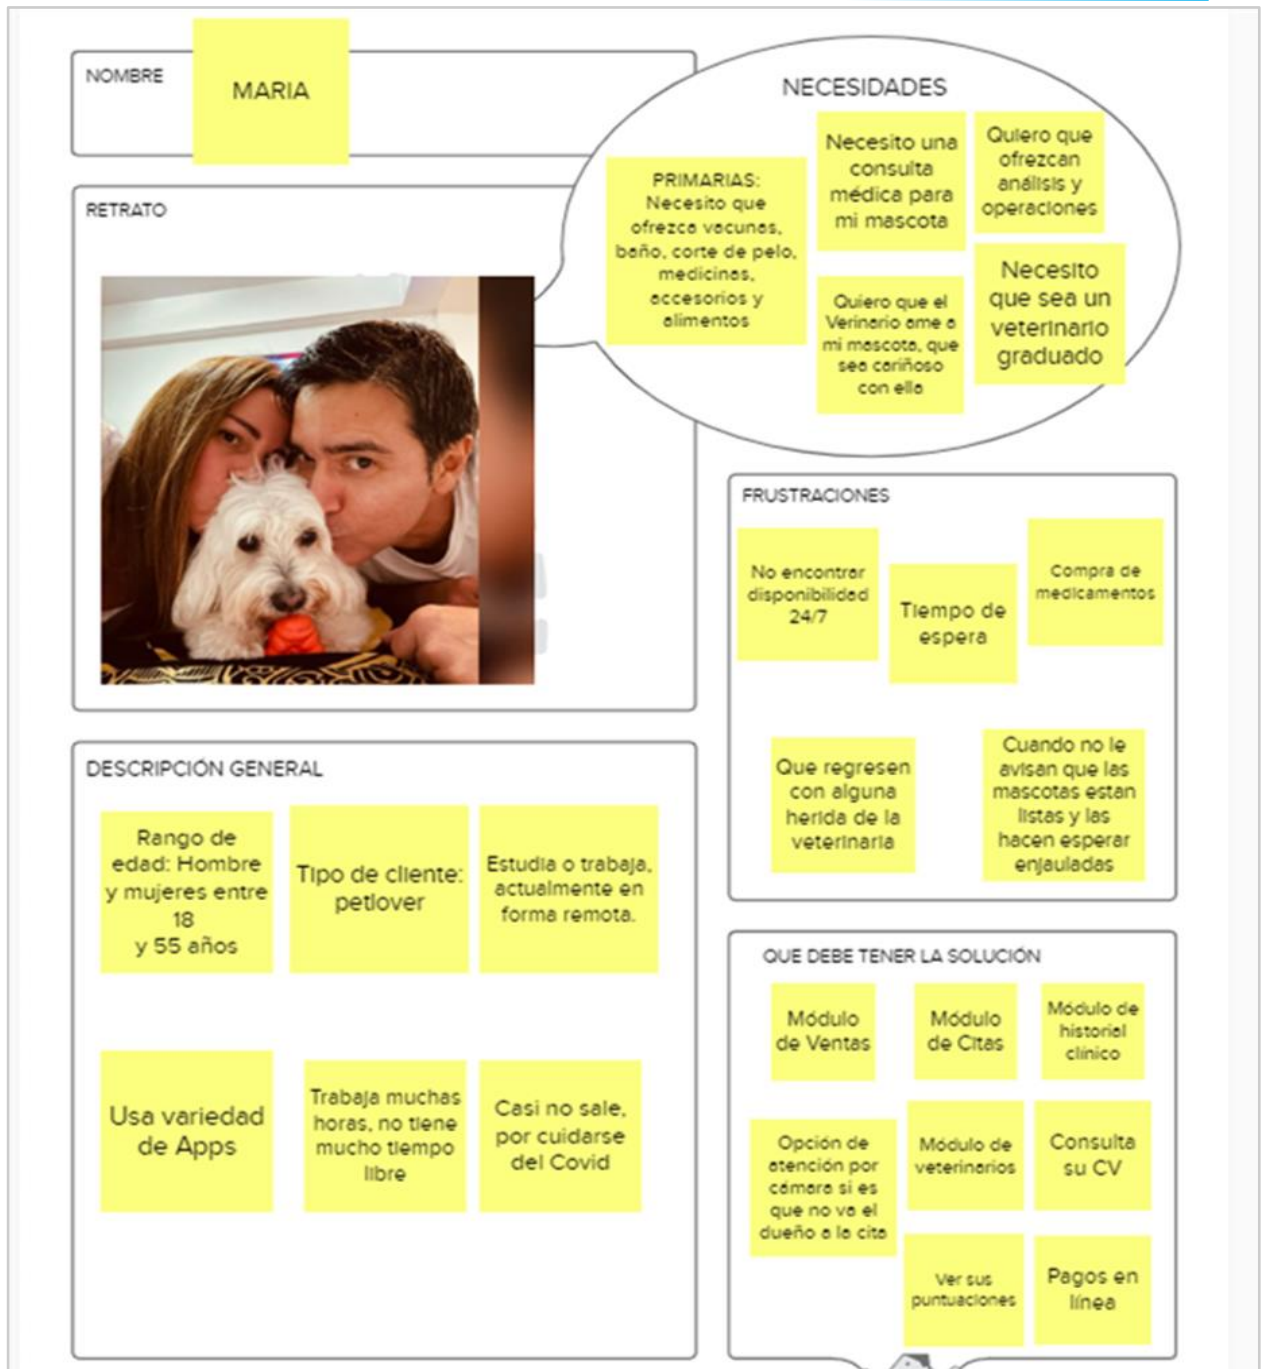 NOMBRE
MARIA
RETRATO
NECESIDADES
PRIMARIAS:
Necesito que
ofrezca vacunas,
baño, corte de pelo,
medicinas,
accesorios y
alimentos
Necesito una
consulta
médica para
mi mascota
Quiero que
ofrezcan
análisis y
operaciones
Quiero que el
Verinario ame a
mi mascota, que
sea cariñoso
con ella
Necesito
que sea un
veterinario
graduado
FRUSTRACIONES
No encontrar
disponibilidad
24/7
Tiempo de
espera
Compra de
medicamentos
Que regresen
con alguna
herida de la
veterinaria
Cuando no le
avisan que las
mascotas estan
listas y las
hacen esperar
enjauladas
DESCRIPCIÓN GENERAL
Rango de
edad: Hombre
y mujeres entre
18
y 55 años
Tipo de cliente:
petlover
Estudia o trabaja,
actualmente en
forma remota.
Usa variedad
de Apps
Trabaja muchas
horas, no tiene
mucho tiempo
libre
Casi no sale,
por cuidarse
del Covid
QUE DEBE TENER LA SOLUCIÓN
Módulo
de Ventas
Módulo
de Citas
Módulo de
historial
clínico
Opción de
atención por
cámara si es
que no va el
dueño a la cita
Módulo de
veterinarios
Consulta
su CV
Ver sus
puntuaciones
Pagos en
línea